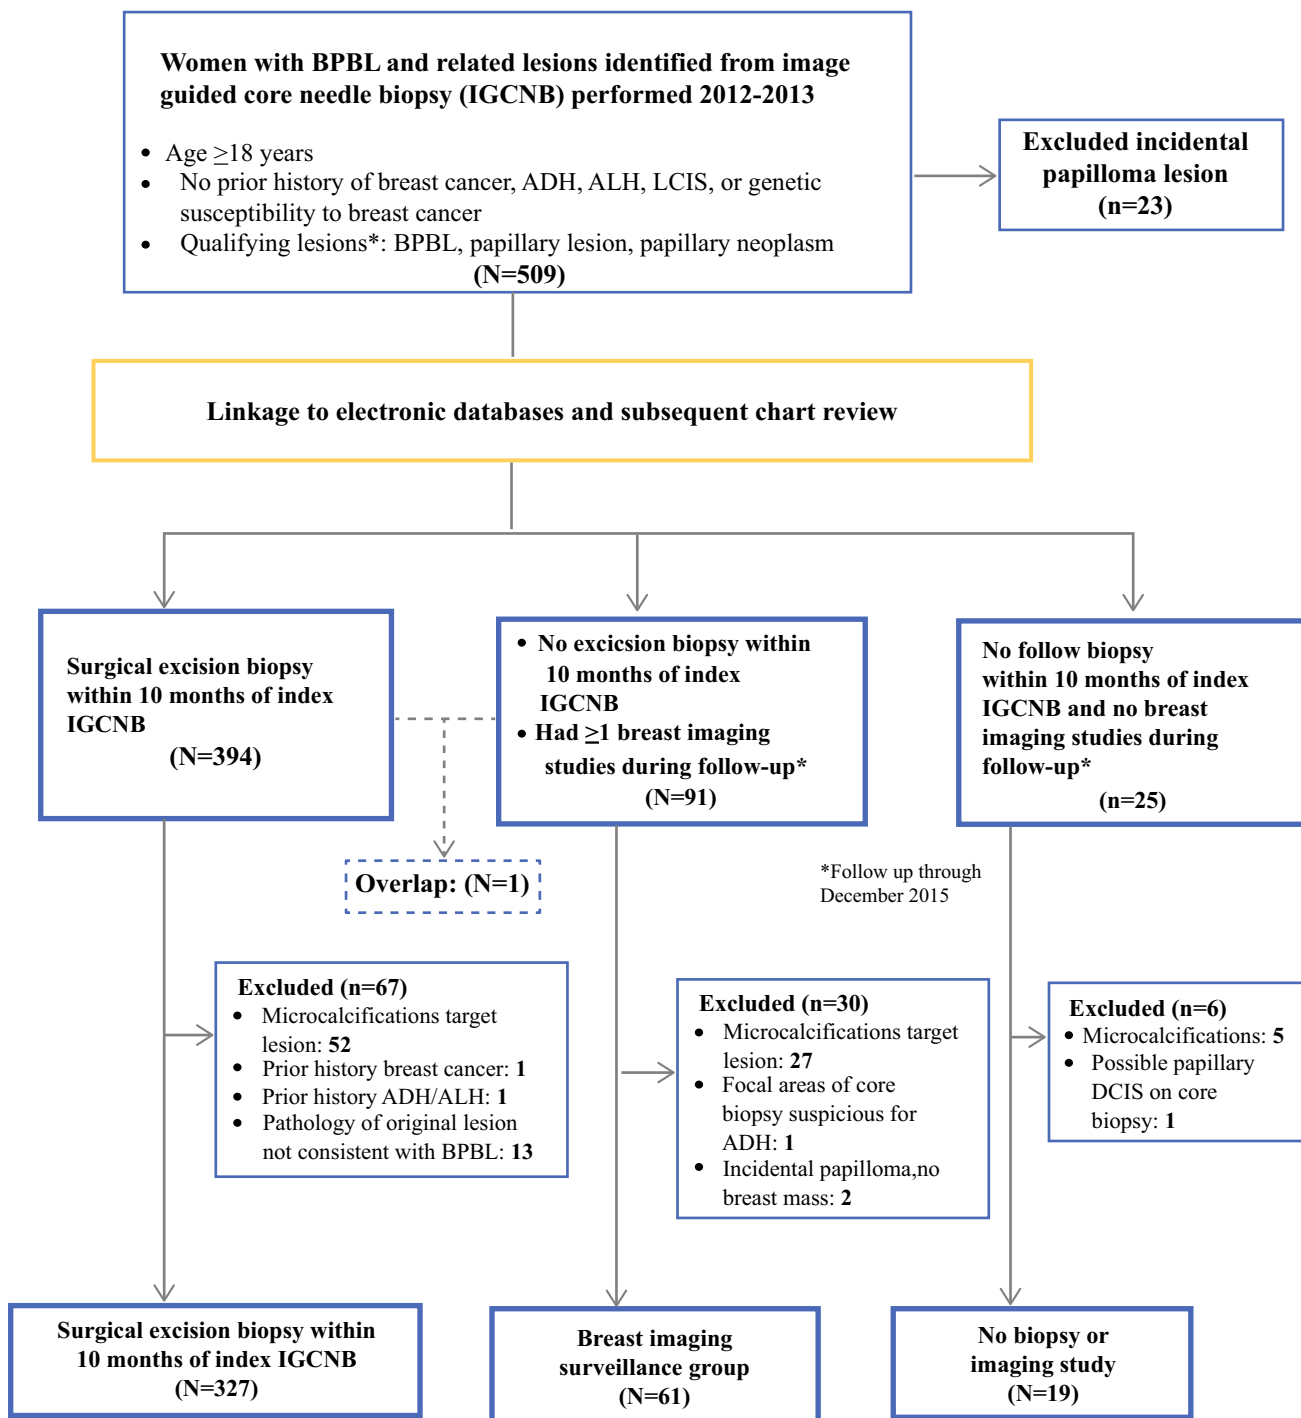 Women with BPBL and related lesions identified from image
guided core needle biopsy (IGCNB) performed 2012-2013
• Age ≥18 years
• No prior history of breast cancer, ADH, ALH, LCIS, or genetic
susceptibility to breast cancer
• Qualifying lesions*: BPBL, papillary lesion, papillary neoplasm
(N=509)
Excluded incidental
papilloma lesion
(n=23)
Linkage to electronic databases and subsequent chart review
Surgical excision biopsy
within 10 months of index
IGCNB
(N=394)
• No excicsion biopsy within
10 months of index
IGCNB
• Had ≥1 breast imaging
studies during follow-up*
(N=91)
No follow biopsy
within 10 months of index
IGCNB and no breast
imaging studies during
follow-up*
(n=25)
Overlap: (N=1)
*Follow up through
December 2015
Excluded (n=67)
• Microcalcifications target
lesion: 52
• Prior history breast cancer: 1
• Prior history ADH/ALH: 1
• Pathology of original lesion
not consistent with BPBL: 13
Excluded (n=30)
• Microcalcifications target
lesion: 27
• Focal areas of core
biopsy suspicious for
ADH: 1
• Incidental papilloma,no
breast mass: 2
Excluded (n=6)
• Microcalcifications: 5
• Possible papillary
DCIS on core
biopsy: 1
Surgical excision biopsy within
10 months of index IGCNB
(N=327)
Breast imaging
surveillance group
(N=61)
No biopsy or
imaging study
(N=19)